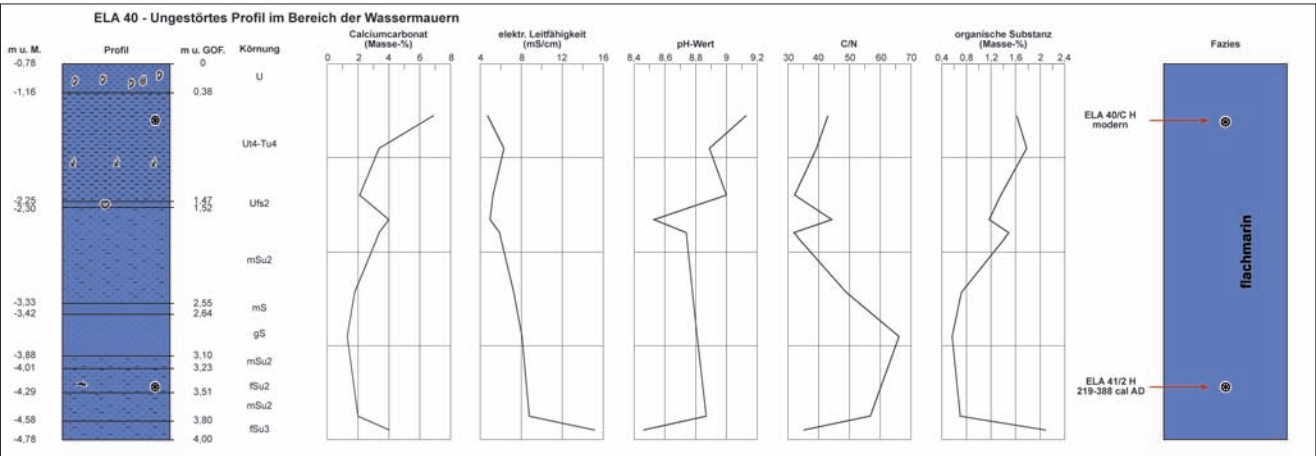 ELA 40 - Ungestörtes Profil im Bereich der Wassermauern
m u. M. Profil m u. GOF. Körnung
Calciumcarbonat
(Masse-%)
elektr. Leitfähigkeit
(mS/cm)
pH-Wert
C/N
organische Substanz
(Masse-%)
Fazies
0 2 4 6 8
4 8 12 16
8.4 8.6 8.8 9 9.2
30 40 50 60 70
0.4 0,8 1.2 1.6 2.0 2,4
-0,78 0
U
-1,16 0,38
Ut4-Tu4
-2,25 1,47
Ufs2
-2,30 1,52
mSu2
-3,33 2,55
mS
-3,42 2,64
gS
-3,88 3,10
mSu2
-4,01 3,23
fSu2
-4,29 3,51
mSu2
-4,58 3,80
fSu3
-4,78 4,00
ELA 40/C H
modern
flachmarin
ELA 41/2 H
219-388 cal AD